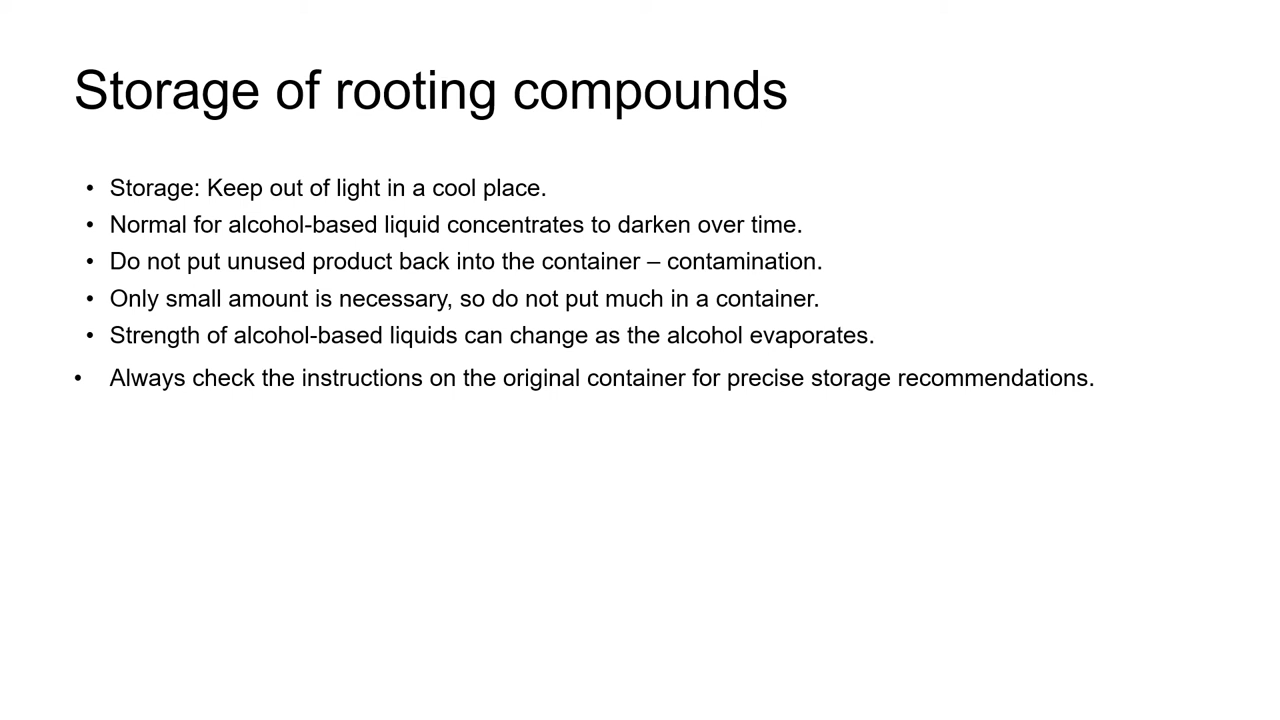 Storage of rooting compounds
• Storage: Keep out of light in a cool place.
• Normal for alcohol-based liquid concentrates to darken over time.
• Do not put unused product back into the container – contamination.
• Only small amount is necessary, so do not put much in a container.
• Strength of alcohol-based liquids can change as the alcohol evaporates.
• Always check the instructions on the original container for precise storage recommendations.